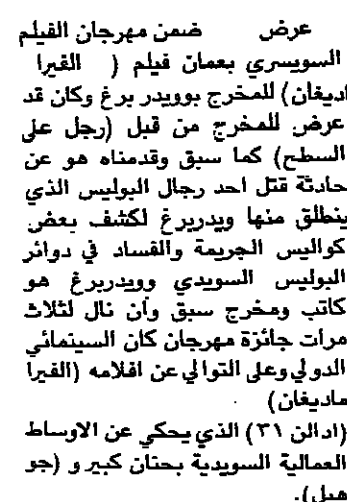 عرض ضمن مهرجان الفيلم
السويسري بعمان فيلم ( الفيرا
اديغان) للمخرج بوويدر برغ وكان قد
عرض للمخرج من قبل (رجل على
السطح) كما سبق وقدمناه هو عن
حادثة قتل احد رجال البوليس الذي
ينطلق منها ويدربرغ لكشف بعض
كواليس الجريمة والفساد في دوائر
البوليس السويدي وويدربرغ هو
كاتب ومخرج سبق وأن نال لثلاث
مرات جائزة مهرجان كان السينمائي
الدولي وعلى التوالي عن افلامه (الفيرا
ماديغان)
(ادالن ٣١) الذي يحكي عن الاوساط
العمالية السويدية بحنان كبير و (جو
هيل).